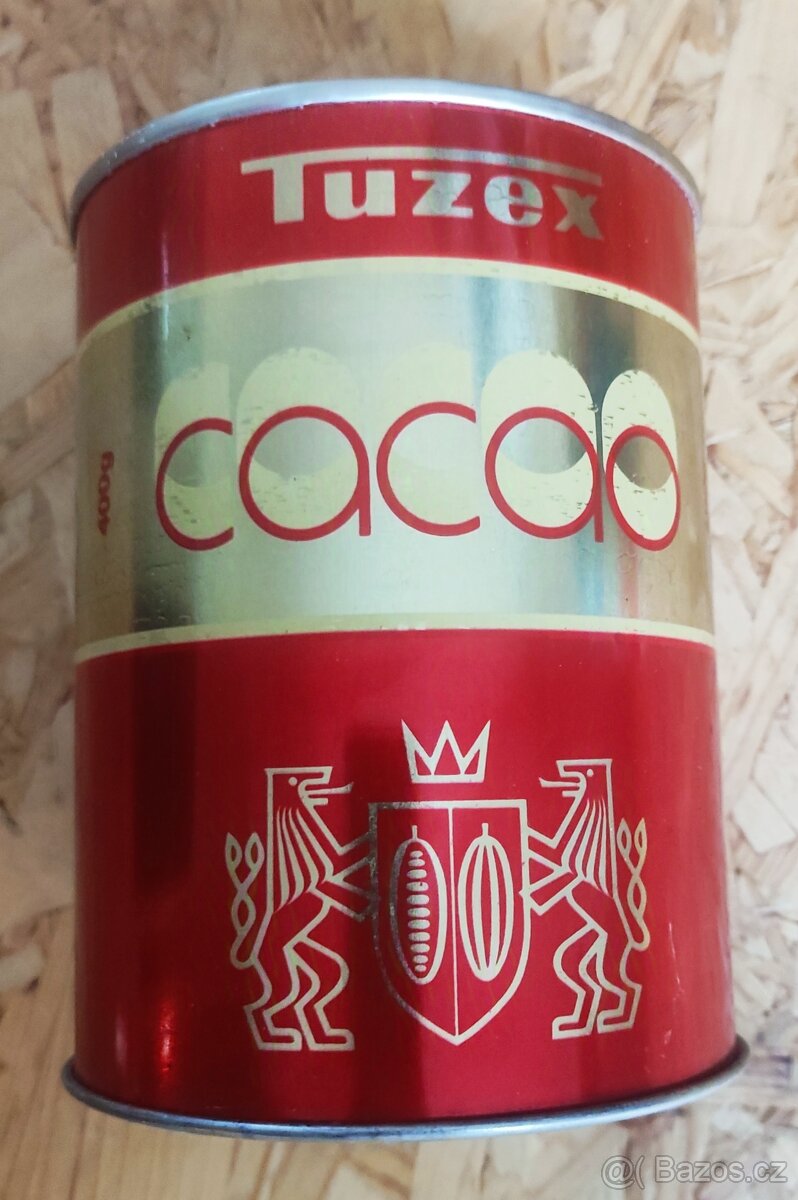 Tuzex
cacao
400g
@( Bazos.cz